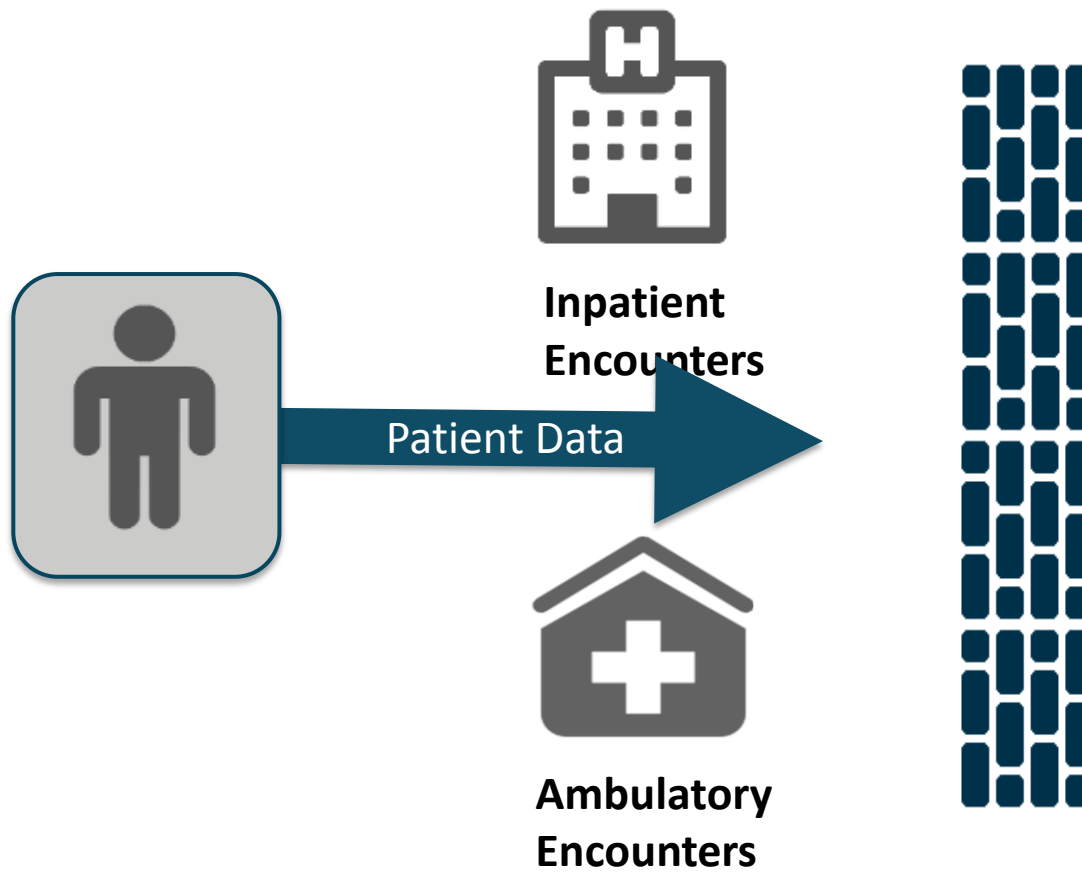 H
Inpatient
Encounters
Patient Data
Ambulatory
Encounters